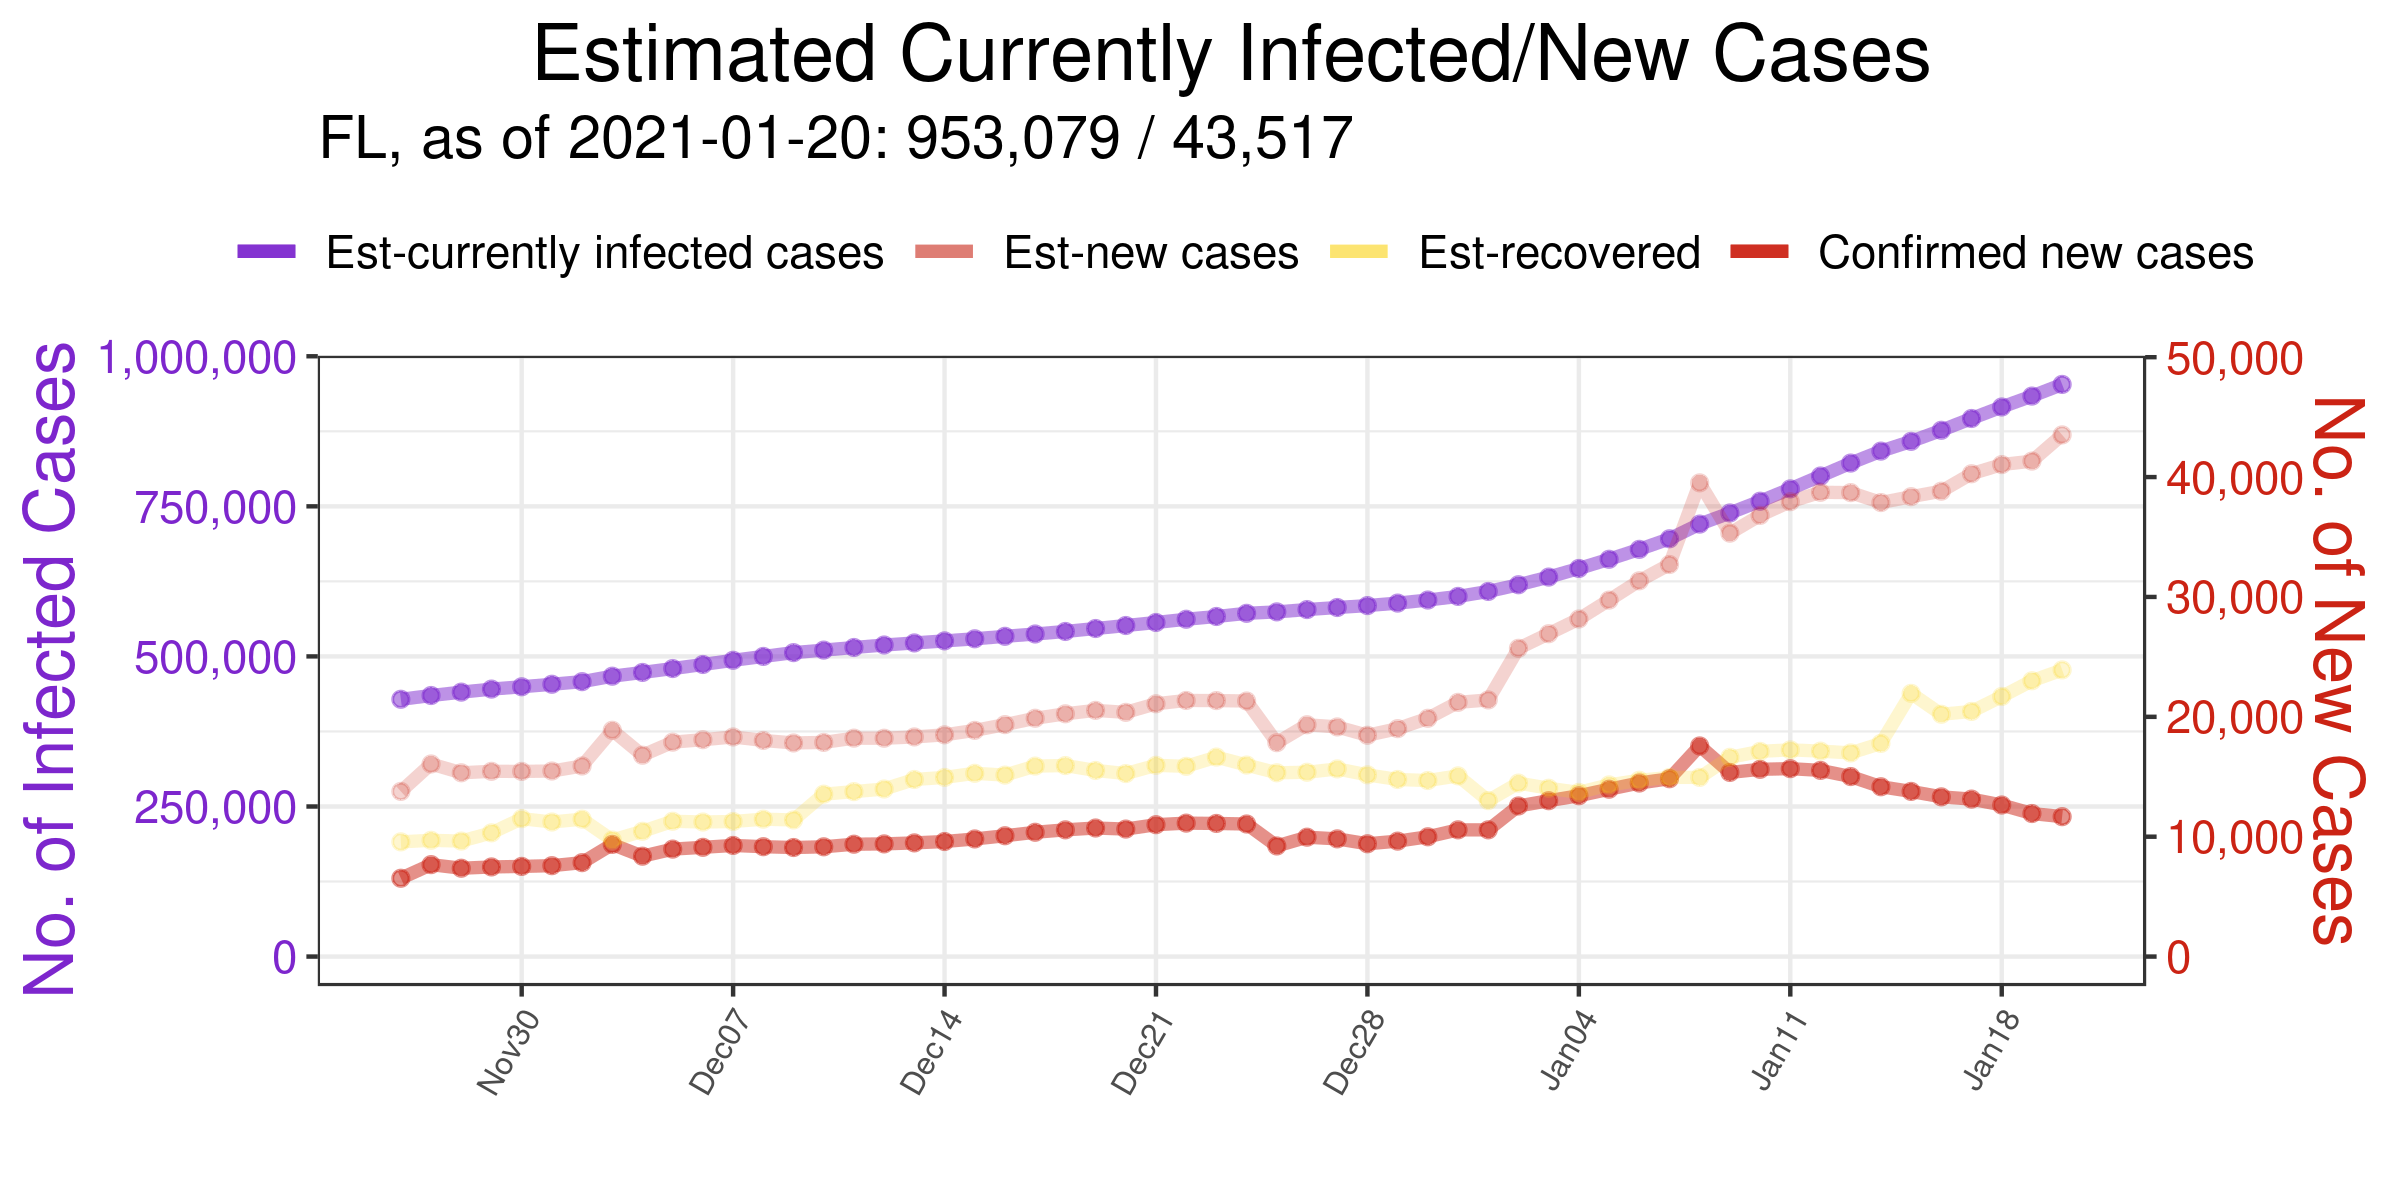 Estimated Currently Infected/New Cases
FL, as of 2021-01-20: 953,079 / 43,517
Est-currently infected cases Est-new cases Est-recovered Confirmed new cases
No. of Infected Cases
1,000,000
750,000
500,000
250,000
0
50,000
40,000
30,000
20,000
10,000
0
No. of New Cases
Nov30 Dec07 Dec14 Dec21 Dec28 Jan04 Jan11 Jan18